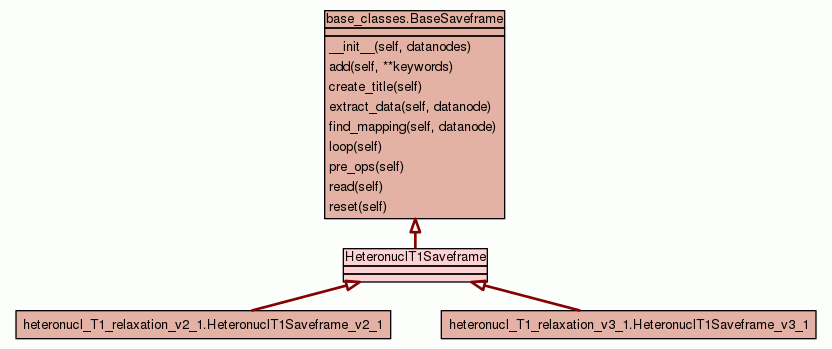 base_classes.BaseSaveframe
__init__(self, datanodes)
add(self, **keywords)
create_title(self)
extract_data(self, datanode)
find_mapping(self, datanode)
loop(self)
pre_ops(self)
read(self)
reset(self)
HeteronuclT1Saveframe
heteronucl_T1_relaxation_v2_1.HeteronuclT1Saveframe_v2_1
heteronucl_T1_relaxation_v3_1.HeteronuclT1Saveframe_v3_1